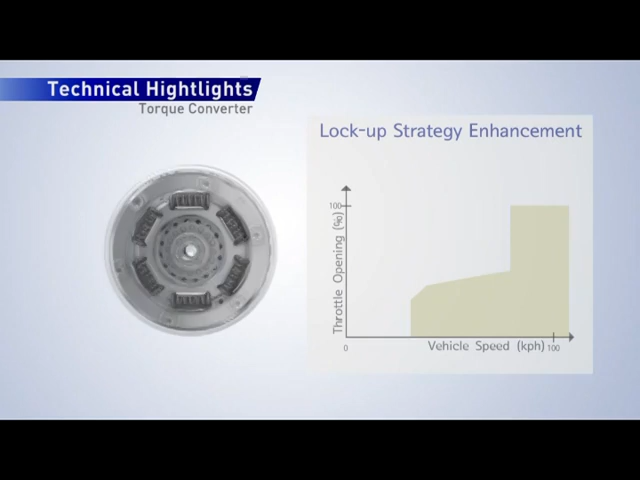 Technical Hightlights
Torque Converter
Lock-up Strategy Enhancement
100
Throttle Opening (%)
0
Vehicle Speed (kph)
100